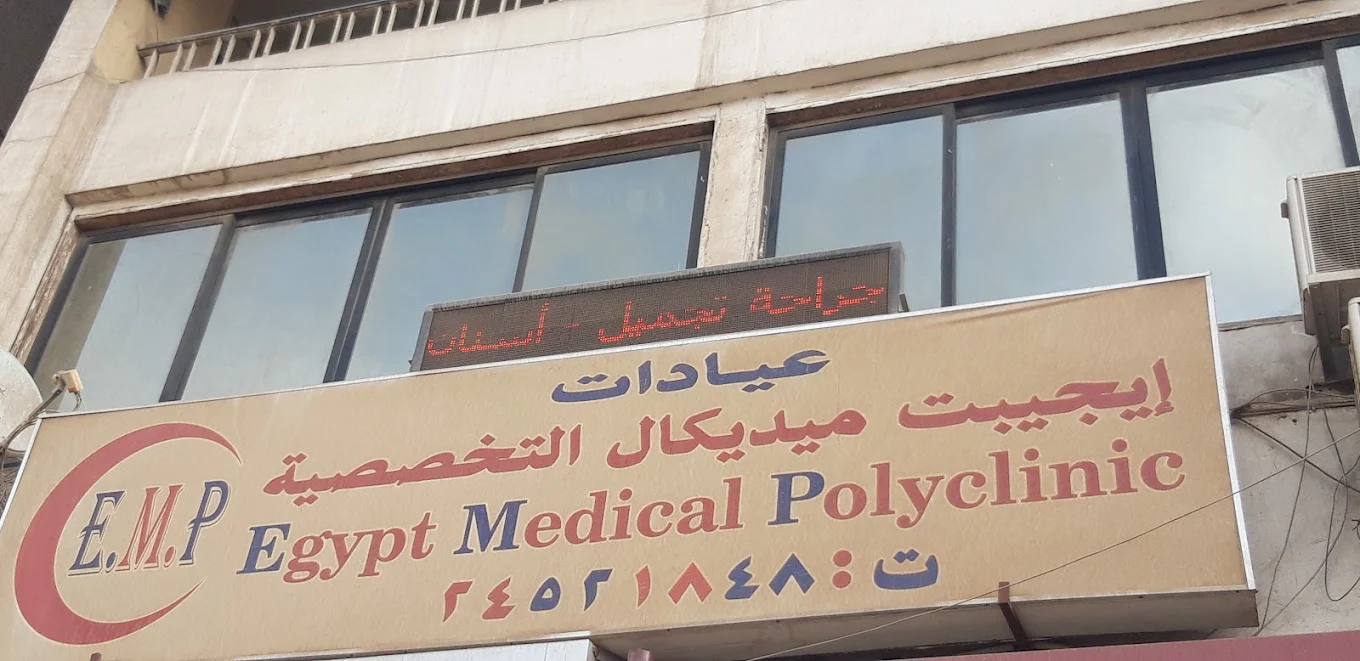 جراحة تجميل - أسنان
عيادات
إيجيبت ميديكال التخصصية
E.M.P
Egypt Medical Polyclinic
ت: ٢٤٥٢١٨٤٨